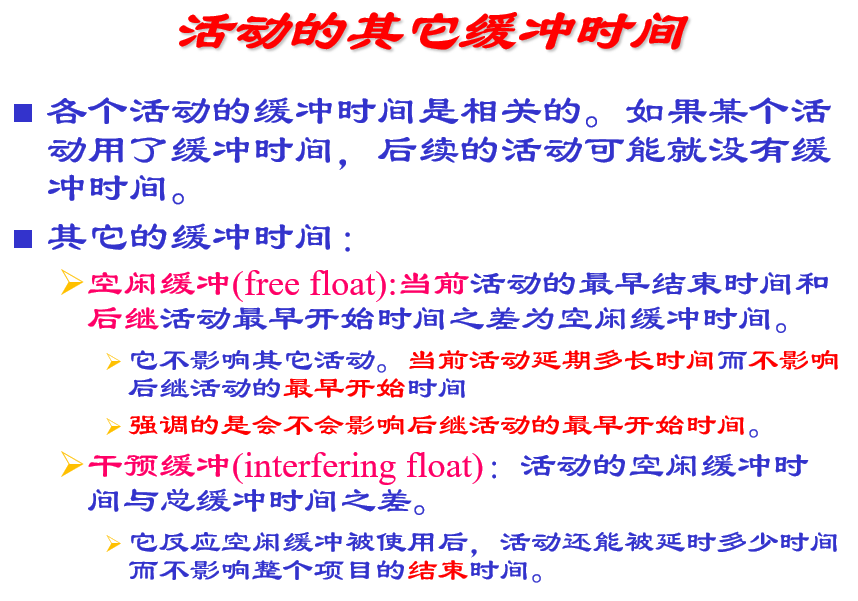 活动的其它缓冲时间
各个活动的缓冲时间是相关的。如果某个活
动用了缓冲时间，后续的活动可能就没有缓
冲时间。
其它的缓冲时间：
空闲缓冲(free float):当前活动的最早结束时间和
后继活动最早开始时间之差为空闲缓冲时间。
它不影响其它活动。当前活动延期多长时间而不影响
后继活动的最早开始时间
强调的是会不会影响后继活动的最早开始时间。
干预缓冲(interfering float)：活动的空闲缓冲时
间与总缓冲时间之差。
它反应空闲缓冲被使用后，活动还能被延时多少时间
而不影响整个项目的结束时间。